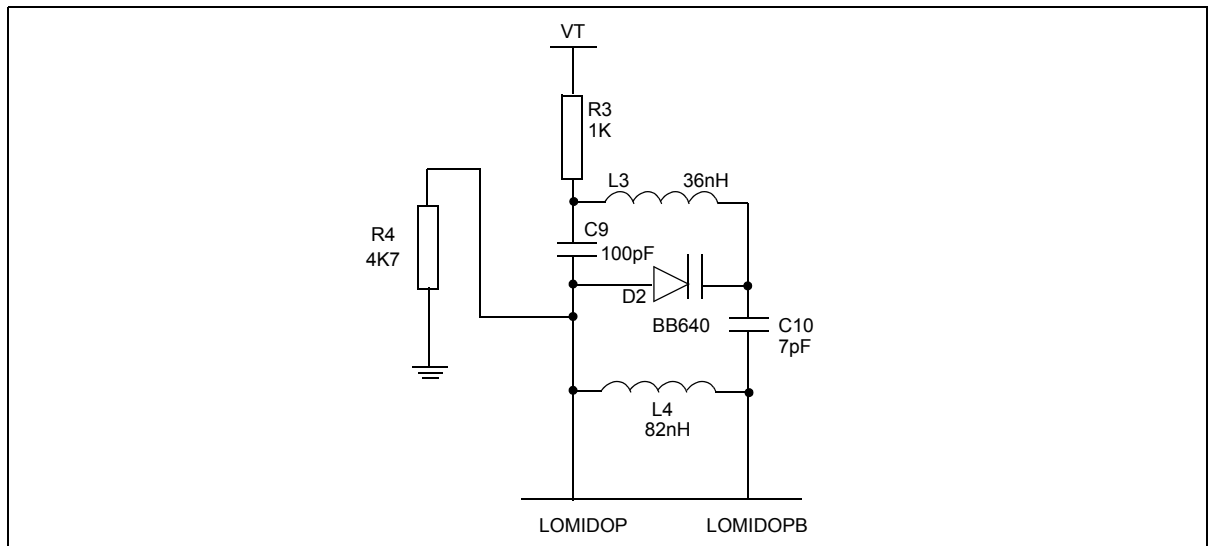 VT
R3
1K
L3 36nH
C9
100pF
R4
4K7
D2
BB640
C10
7pF
L4
82nH
LOMIDOP LOMIDOPB